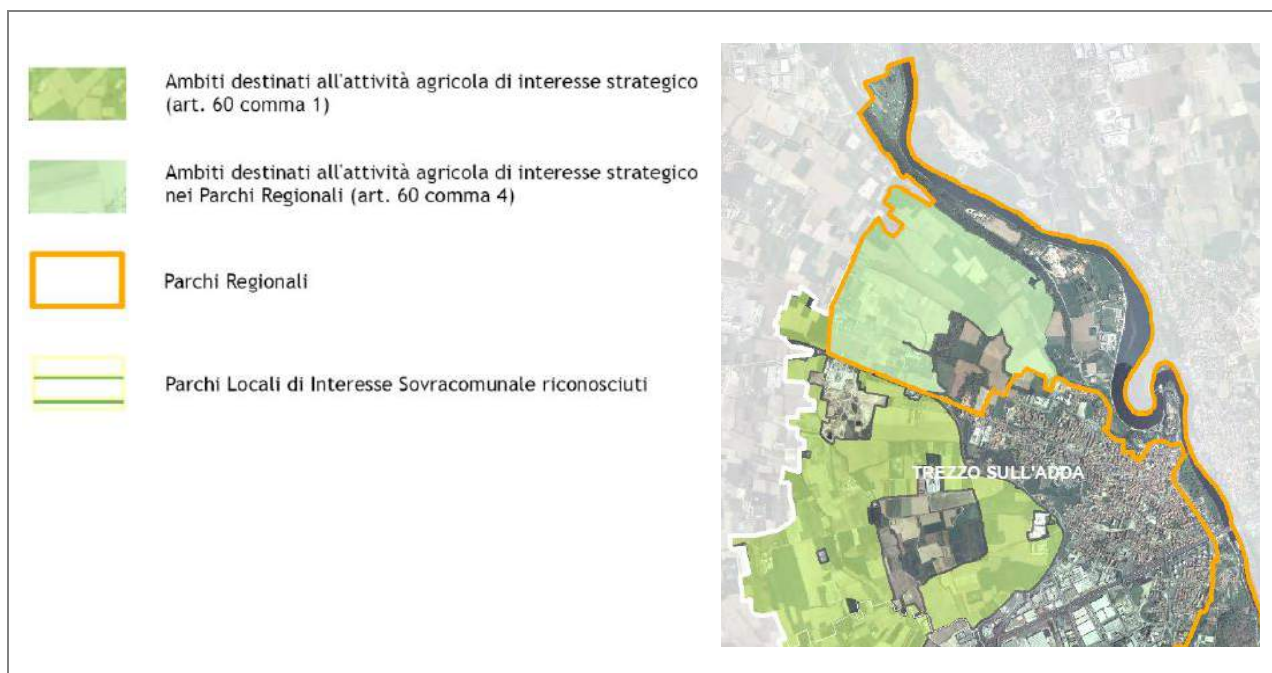 Ambiti destinati all'attività agricola di interesse strategico
(art. 60 comma 1)
Ambiti destinati all'attività agricola di interesse strategico
nei Parchi Regionali (art. 60 comma 4)
Parchi Regionali
Parchi Locali di Interesse Sovracomunale riconosciuti
TREZZO SULL'ADDA